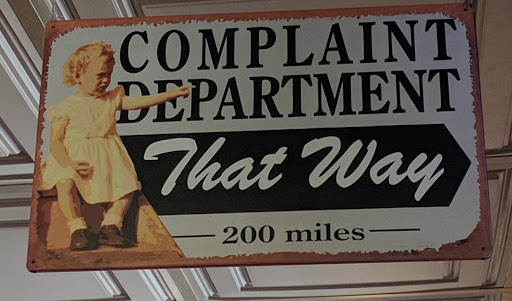 COMPLAINT
DEPARTMENT
That Way
200 miles